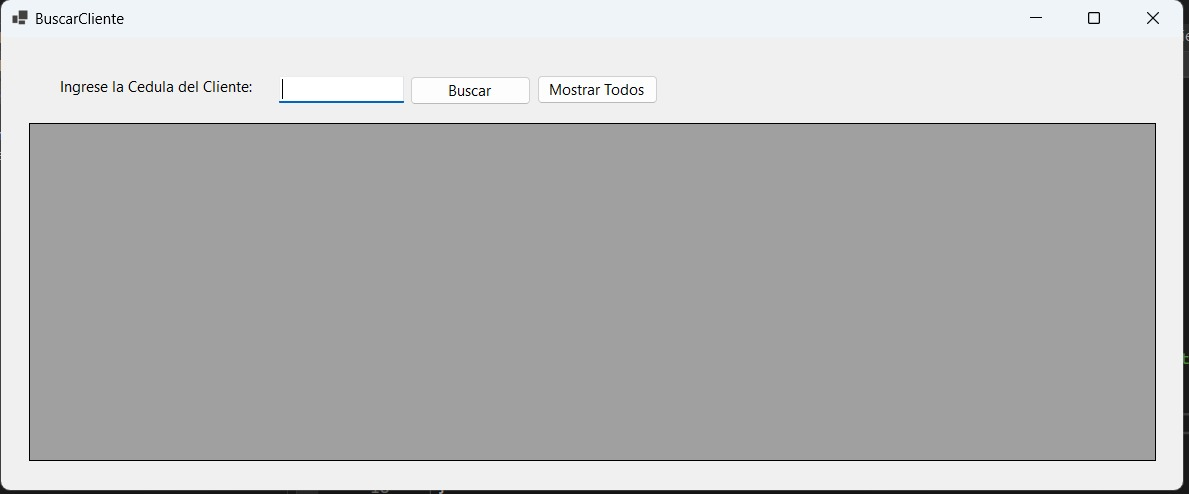 BuscarCliente
Ingrese la Cedula del Cliente: Buscar Mostrar Todos